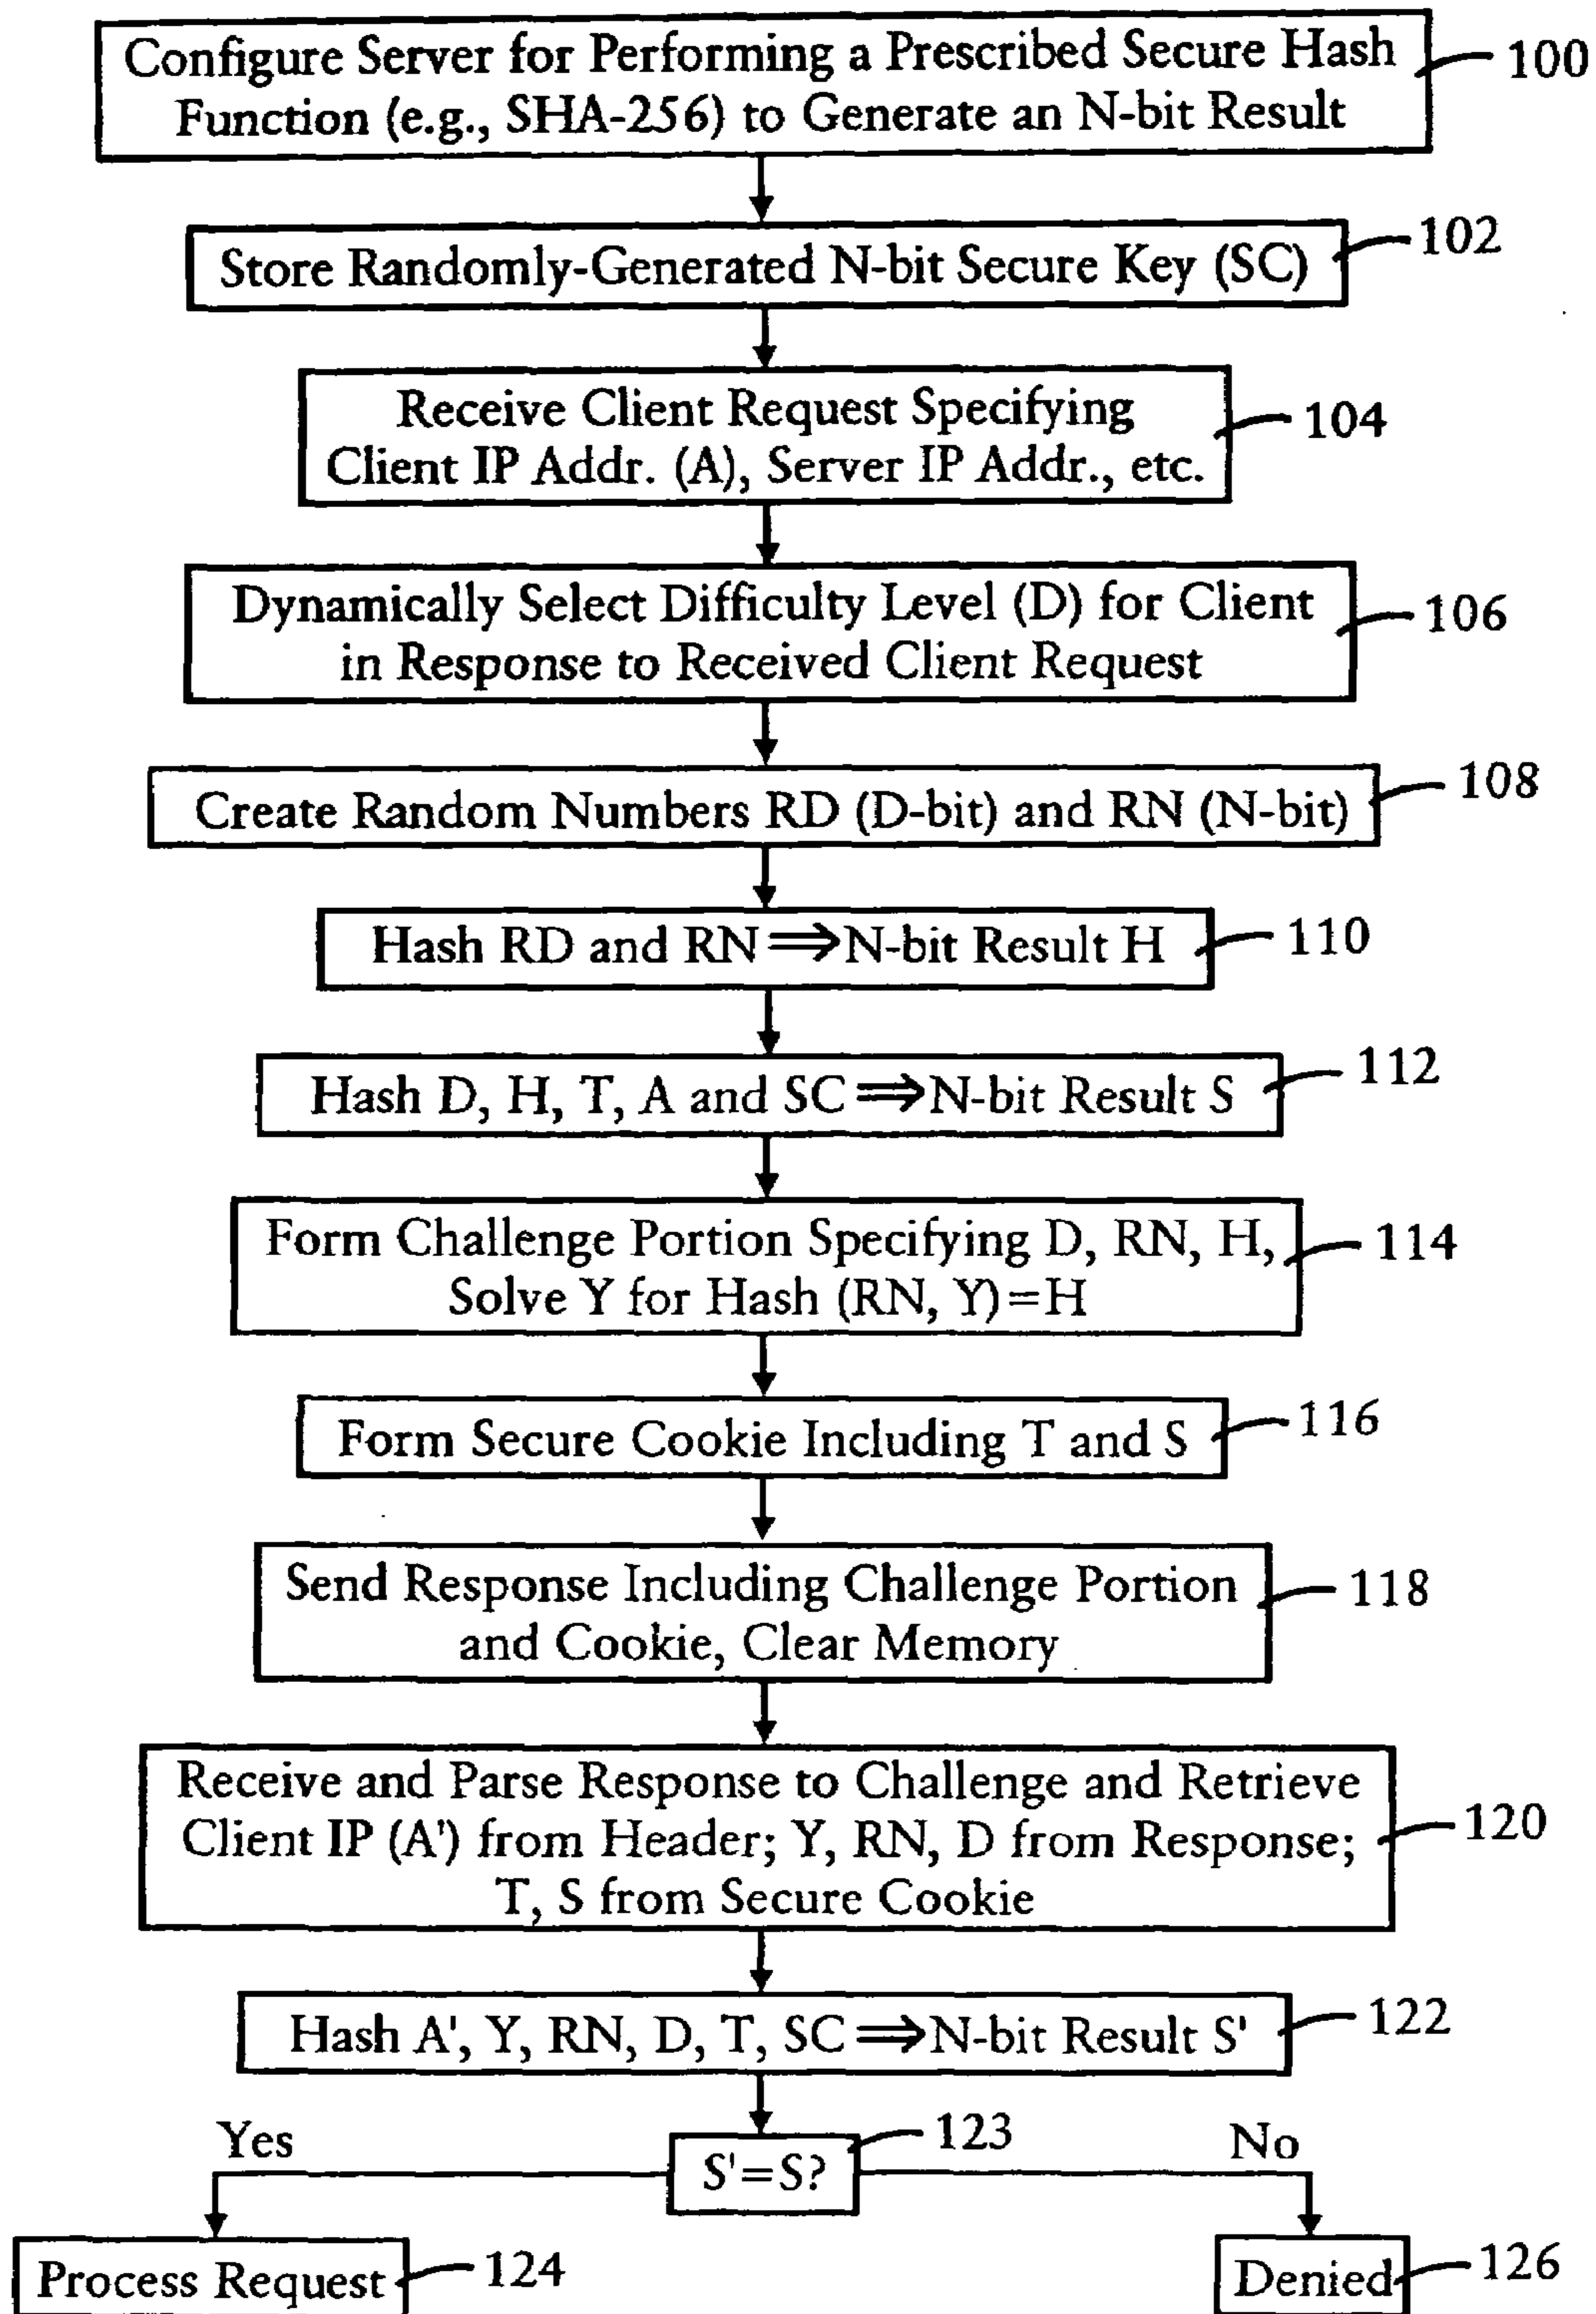 Configure Server for Performing a Prescribed Secure Hash
Function (e.g., SHA-256) to Generate an N-bit Result
100
Store Randomly-Generated N-bit Secure Key (SC)
102
Receive Client Request Specifying
Client IP Addr. (A), Server IP Addr., etc.
104
Dynamically Select Difficulty Level (D) for Client
in Response to Received Client Request
106
Create Random Numbers RD (D-bit) and RN (N-bit)
108
Hash RD and RN ⇒ N-bit Result H
110
Hash D, H, T, A and SC ⇒ N-bit Result S
112
Form Challenge Portion Specifying D, RN, H,
Solve Y for Hash (RN, Y)=H
114
Form Secure Cookie Including T and S
116
Send Response Including Challenge Portion
and Cookie, Clear Memory
118
Receive and Parse Response to Challenge and Retrieve
Client IP (A') from Header; Y, RN, D from Response;
T, S from Secure Cookie
120
Hash A', Y, RN, D, T, SC ⇒ N-bit Result S'
122
Yes
S'=S?
123
No
Process Request
124
Denied
126